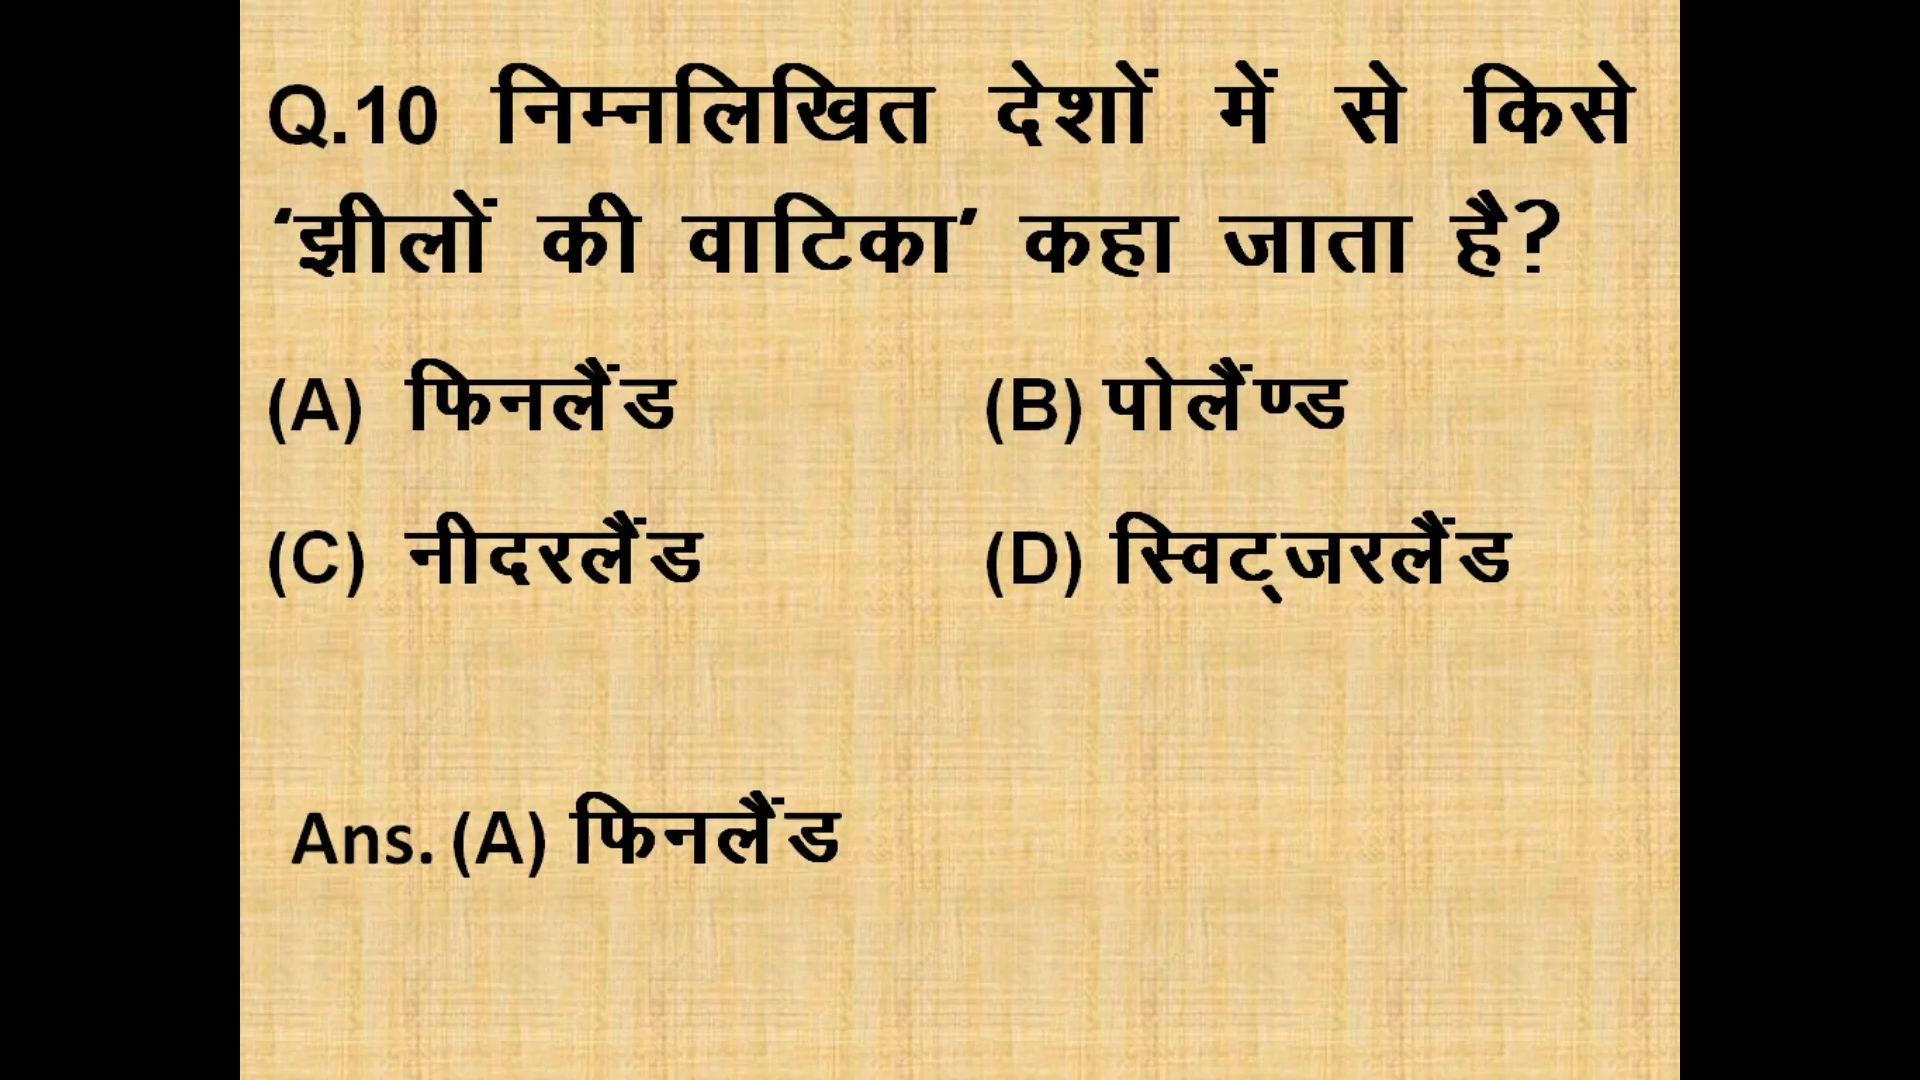 Q.10 निम्नलिखित देशों में से किसे
‘झीलों की वाटिका’ कहा जाता है?
(A) फिनलैंड (B) पोलैंण्ड
(C) नीदरलैंड (D) स्विट्जरलैंड
Ans. (A) फिनलैंड